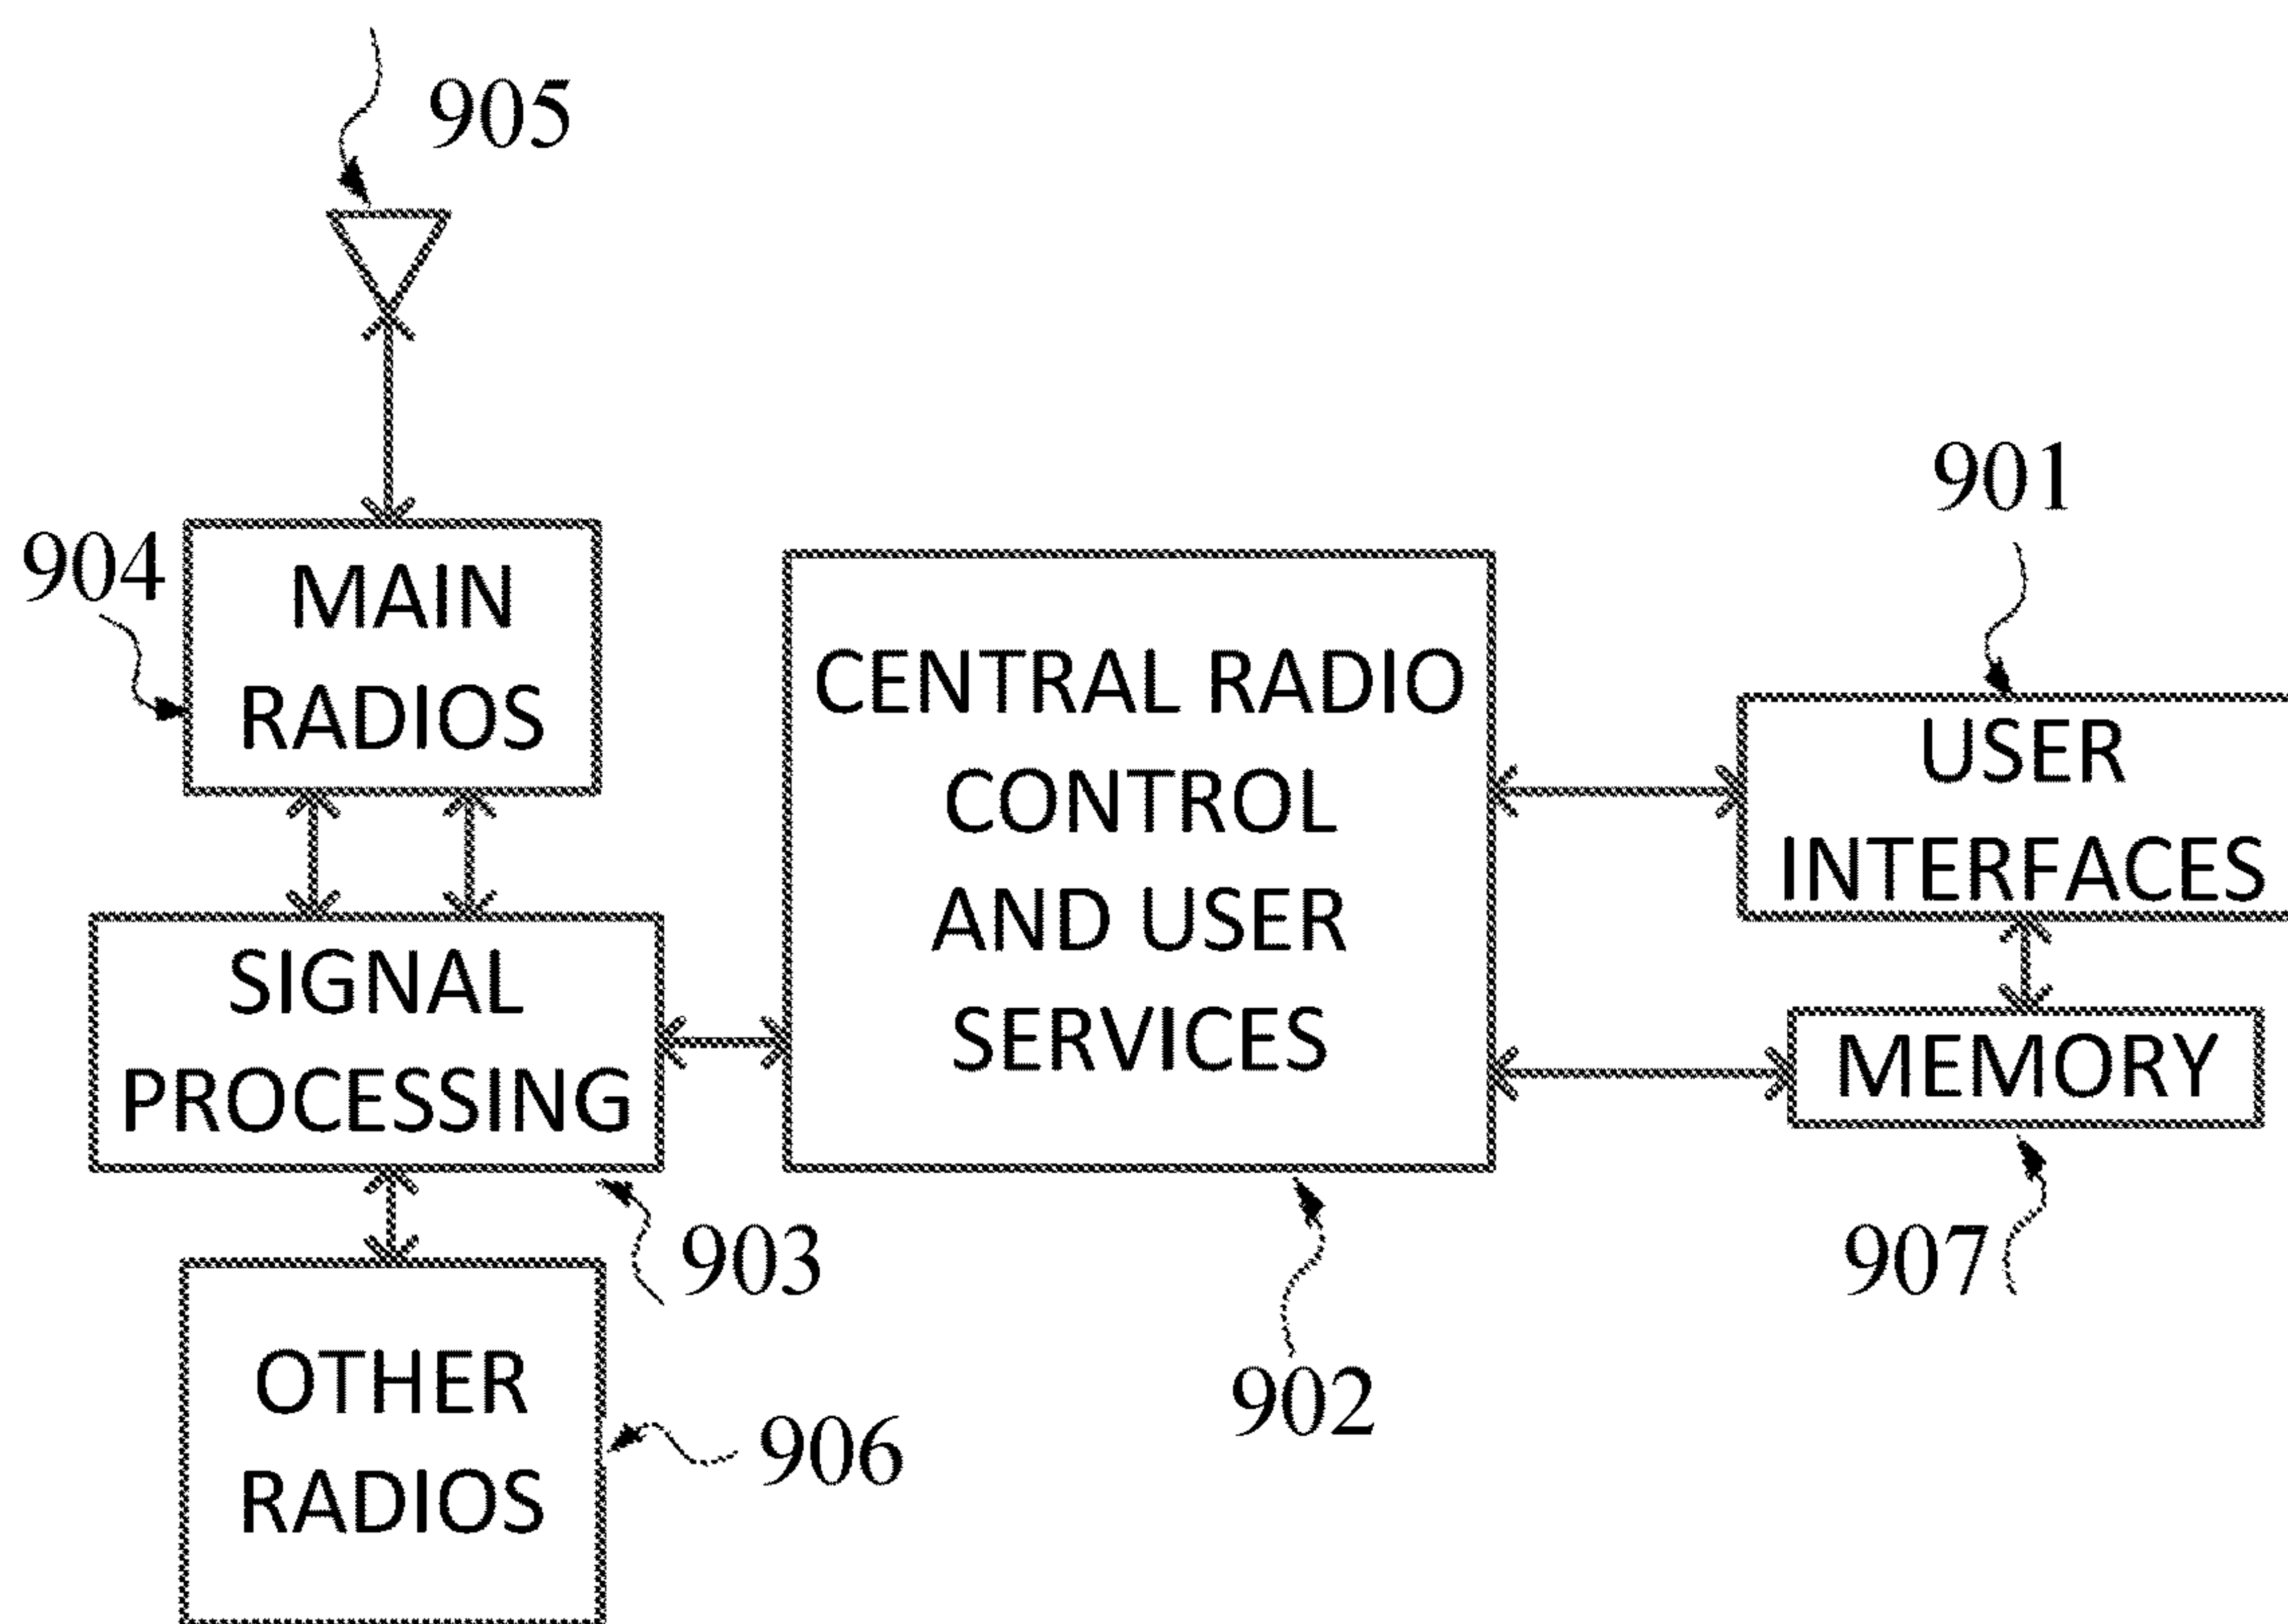 905
904
MAIN
RADIOS
901
CENTRAL RADIO
CONTROL
AND USER
SERVICES
USER
INTERFACES
SIGNAL
PROCESSING
MEMORY
903
907
902
OTHER
RADIOS
906